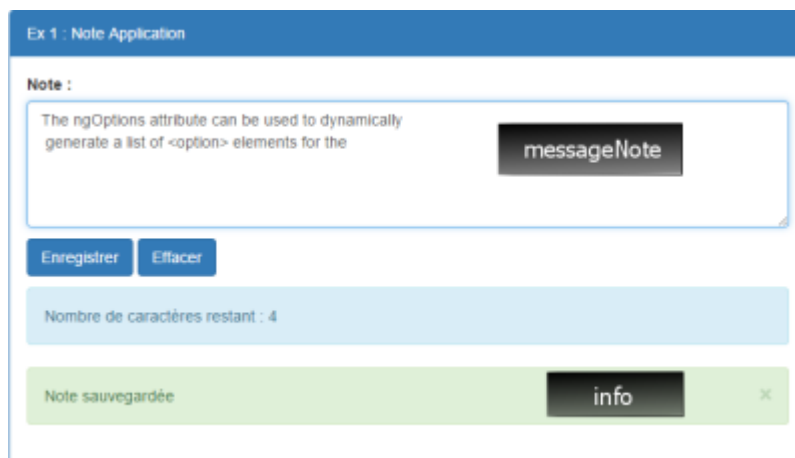 Ex 1 : Note Application
Note :
The ngOptions attribute can be used to dynamically
generate a list of <option> elements for the
messageNote
Enregistrer Effacer
Nombre de caractères restant : 4
Note sauvegardée
info ×